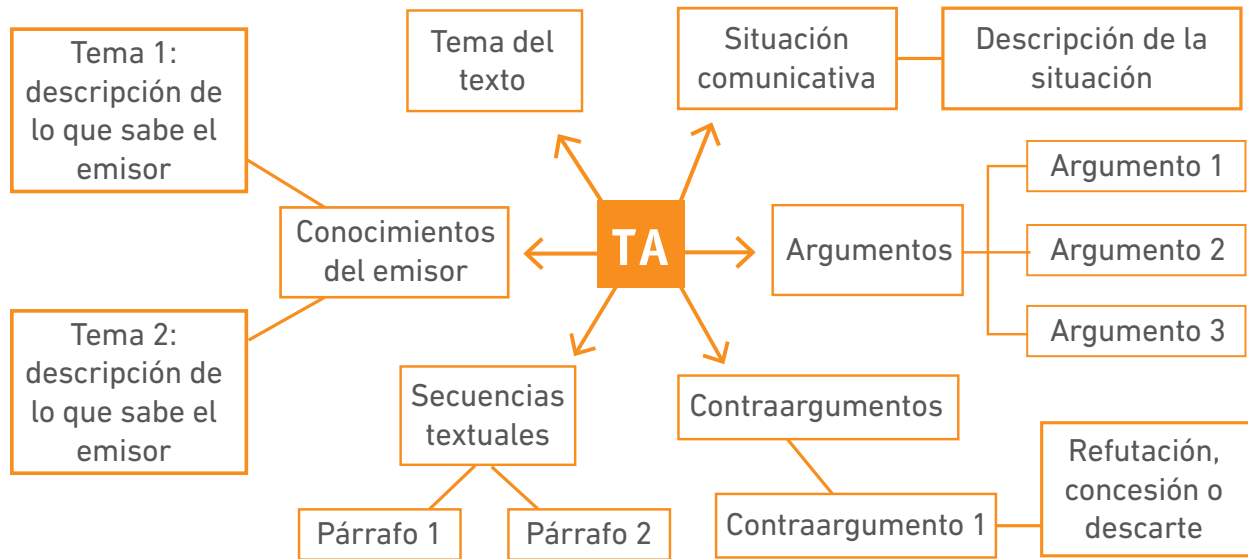 Tema 1:
descripción de
lo que sabe el
emisor
Tema del
texto
Situación
comunicativa
Descripción de la
situación
Conocimientos
del emisor
TA
Argumentos
Argumento 1
Argumento 2
Argumento 3
Tema 2:
descripción de
lo que sabe el
emisor
Secuencias
textuales
Párrafo 1
Párrafo 2
Contraargumentos
Contraargumento 1
Refutación,
concesión o
descarte